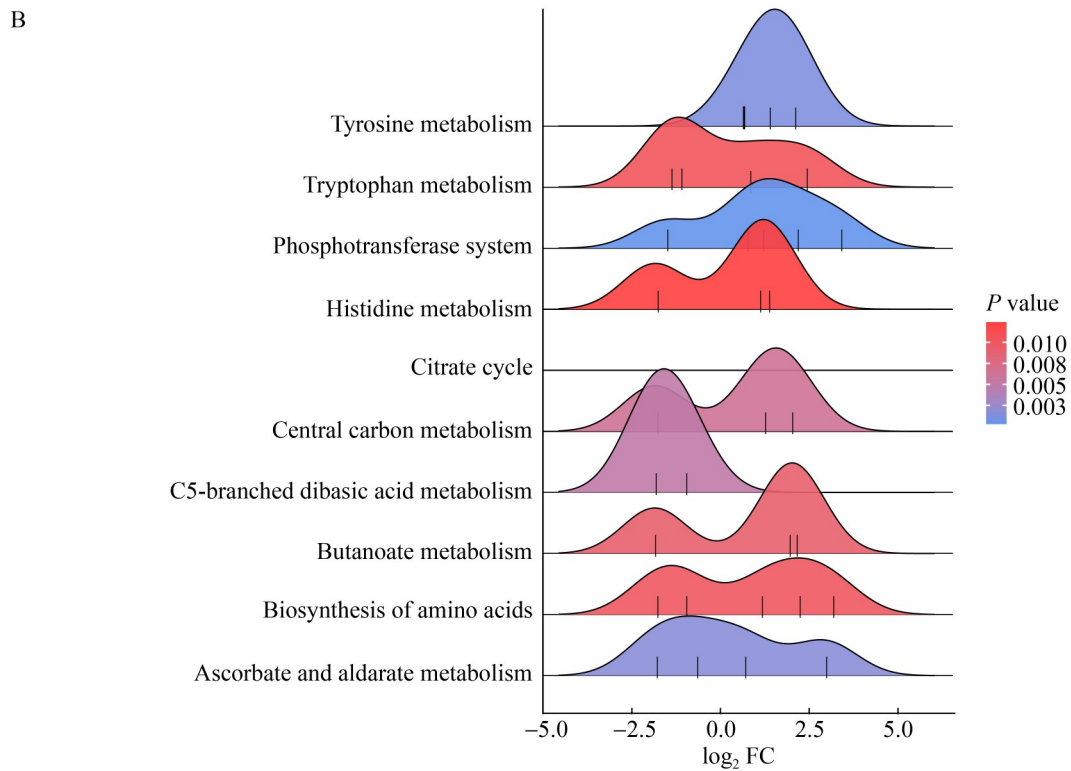 B
Tyrosine metabolism
Tryptophan metabolism
Phosphotransferase system
Histidine metabolism
Citrate cycle
Central carbon metabolism
C5-branched dibasic acid metabolism
Butanoate metabolism
Biosynthesis of amino acids
Ascorbate and aldarate metabolism
−5.0 −2.5 0.0 2.5 5.0
log₂ FC
P value
0.010
0.008
0.005
0.003